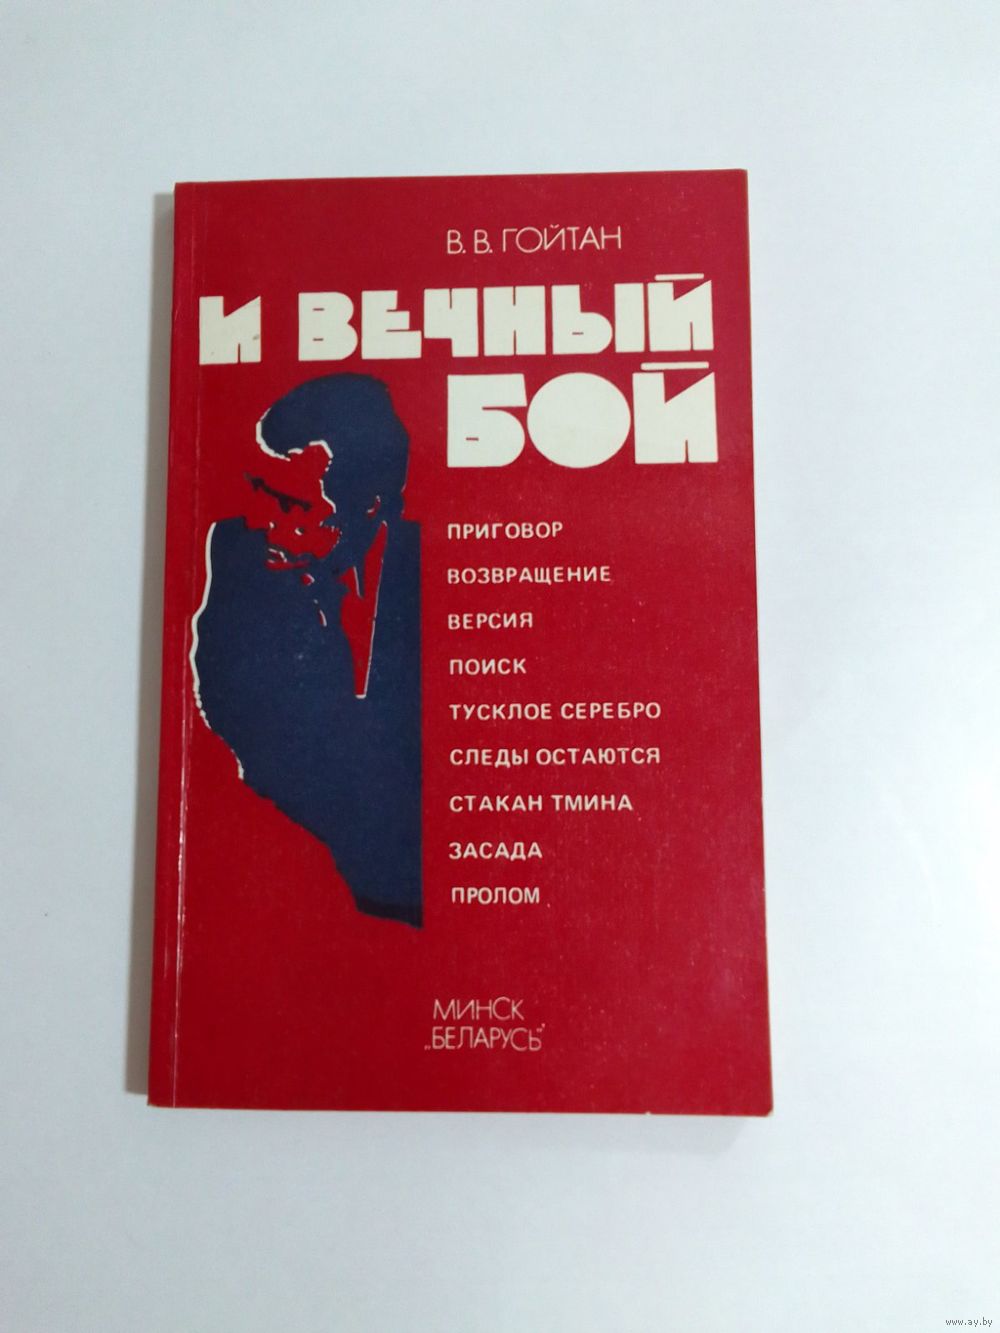 В. В. ГОЙТАН
И ВЕЧНЫЙ
БОЙ
ПРИГОВОР
ВОЗВРАЩЕНИЕ
ВЕРСИЯ
ПОИСК
ТУСКЛОЕ СЕРЕБРО
СЛЕДЫ ОСТАЮТСЯ
СТАКАН ТМИНА
ЗАСАДА
ПРОЛОМ
МИНСК
„БЕЛАРУСЬ"
www.ay.by